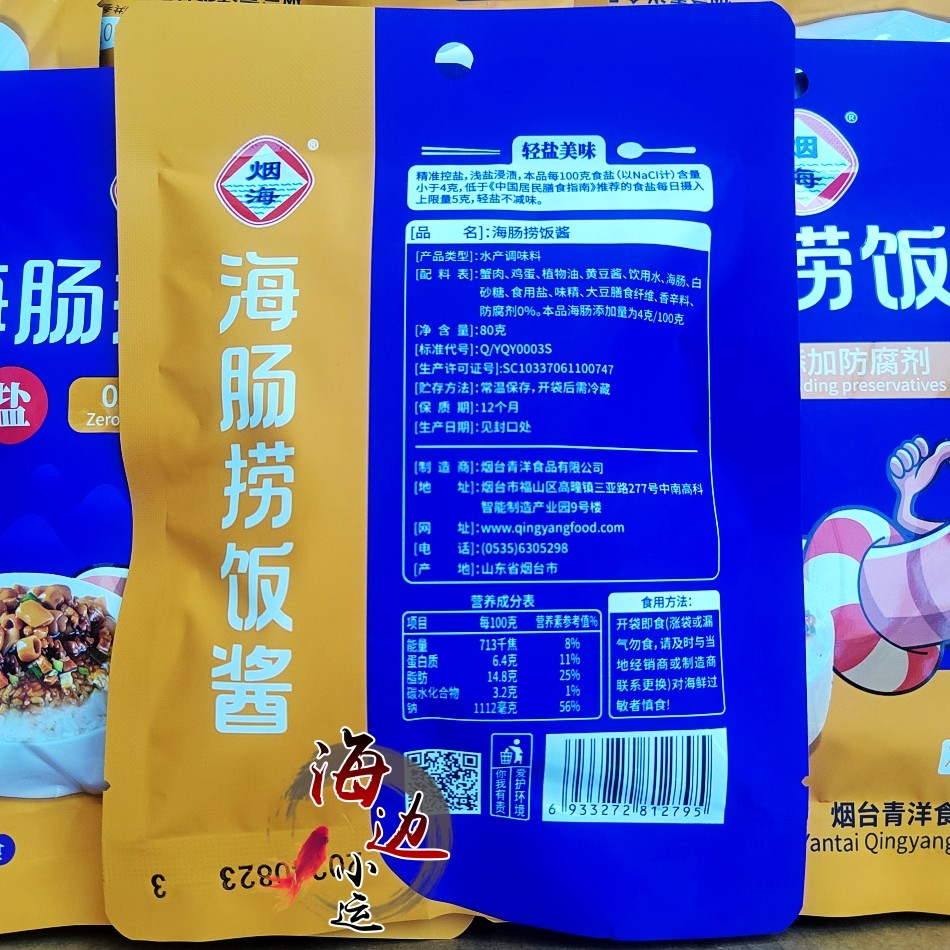 烟海
®
海肠捞饭酱
轻盐美味
精准控盐，浅盐浸渍，本品每100克食盐（以NaCl计）含量
小于4克，低于《中国居民膳食指南》推荐的食盐每日摄入
上限量5克，轻盐不减味。
[品 名]：海肠捞饭酱
[产品类型]：水产调味料
[配 料 表]：蟹肉、鸡蛋、植物油、黄豆酱、饮用水、海肠、白
砂糖、食用盐、味精、大豆膳食纤维、香辛料、
防腐剂0%。本品海肠添加量为4克/100克
[净 含 量]：80克
[标准代号]：Q/YQY0003S
[生产许可证号]:SC10337061100747
[贮存方法]：常温保存，开袋后需冷藏
[保 质 期]：12个月
[生产日期]：见封口处
[制 造 商]：烟台青洋食品有限公司
[地 址]：烟台市福山区高疃镇三亚路277号中南高科
智能制造产业园9号楼
[网 址]：www.qingyangfood.com
[电 话]：(0535)6305298
[产 地]：山东省烟台市
营养成分表
项目 每100克 营养素参考值%
能量 713千焦 8%
蛋白质 6.4克 11%
脂肪 14.8克 25%
碳水化合物 3.2克 1%
钠 1112毫克 56%
食用方法：
开袋即食(涨袋或漏
气勿食，请及时与当
地经销商或制造商
联系更换)对海鲜过
敏者慎食!
你我有责
爱护环境
6 933272 812795
海边小运
海肠
盐
Zero
烟海
®
捞饭
添加防腐剂
ding preservatives
烟台青洋食
Yantai Qingyang